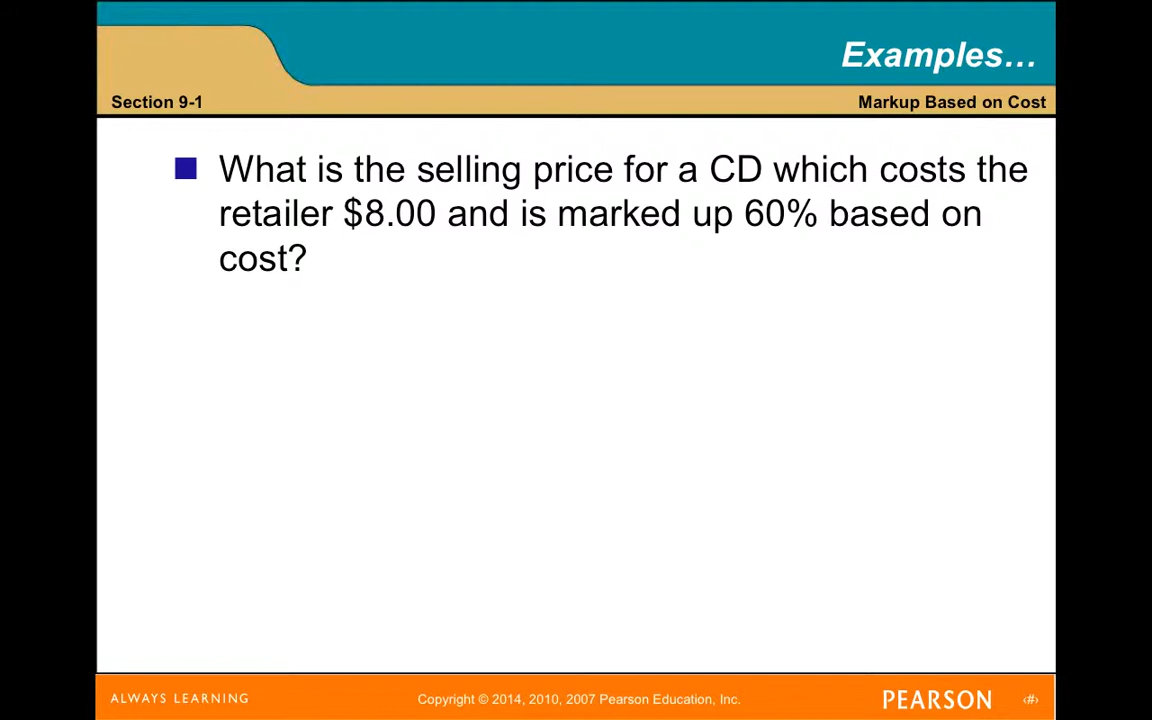 Examples…
Section 9-1
Markup Based on Cost
What is the selling price for a CD which costs the
retailer $8.00 and is marked up 60% based on
cost?
ALWAYS LEARNING
Copyright © 2014, 2010, 2007 Pearson Education, Inc.
PEARSON
‹#›